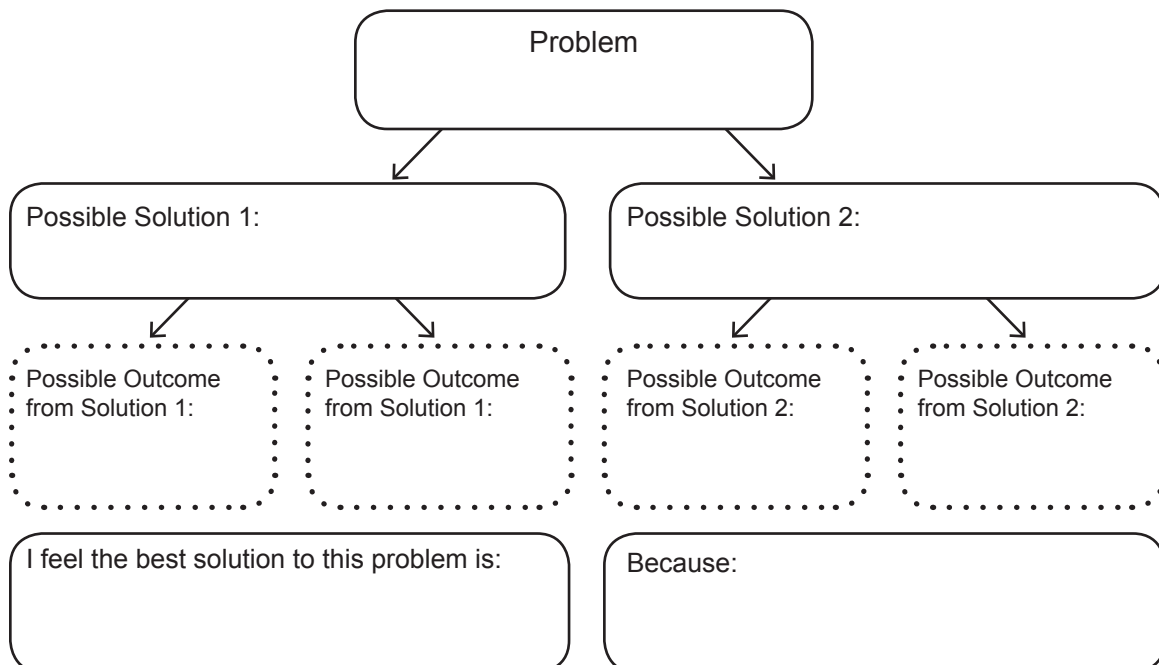 Problem
Possible Solution 1:
Possible Solution 2:
Possible Outcome
from Solution 1:
Possible Outcome
from Solution 1:
Possible Outcome
from Solution 2:
Possible Outcome
from Solution 2:
I feel the best solution to this problem is:
Because: